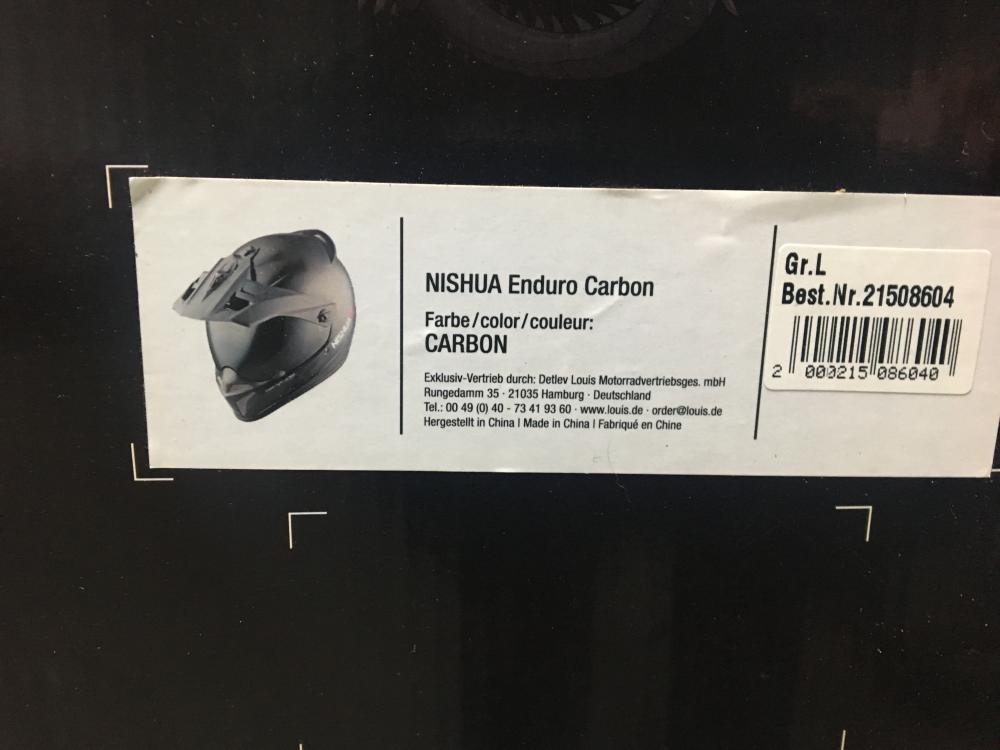 NISHUA Enduro Carbon
Farbe/color/couleur:
CARBON
Exklusiv-Vertrieb durch: Detlev Louis Motorradvertriebsges. mbH
Rungedamm 35 · 21035 Hamburg · Deutschland
Tel.: 00 49 (0) 40 - 73 41 93 60 · www.louis.de · order@louis.de
Hergestellt in China | Made in China | Fabriqué en Chine
Gr.L
Best.Nr.21508604
2 000215 086040
NISHUA